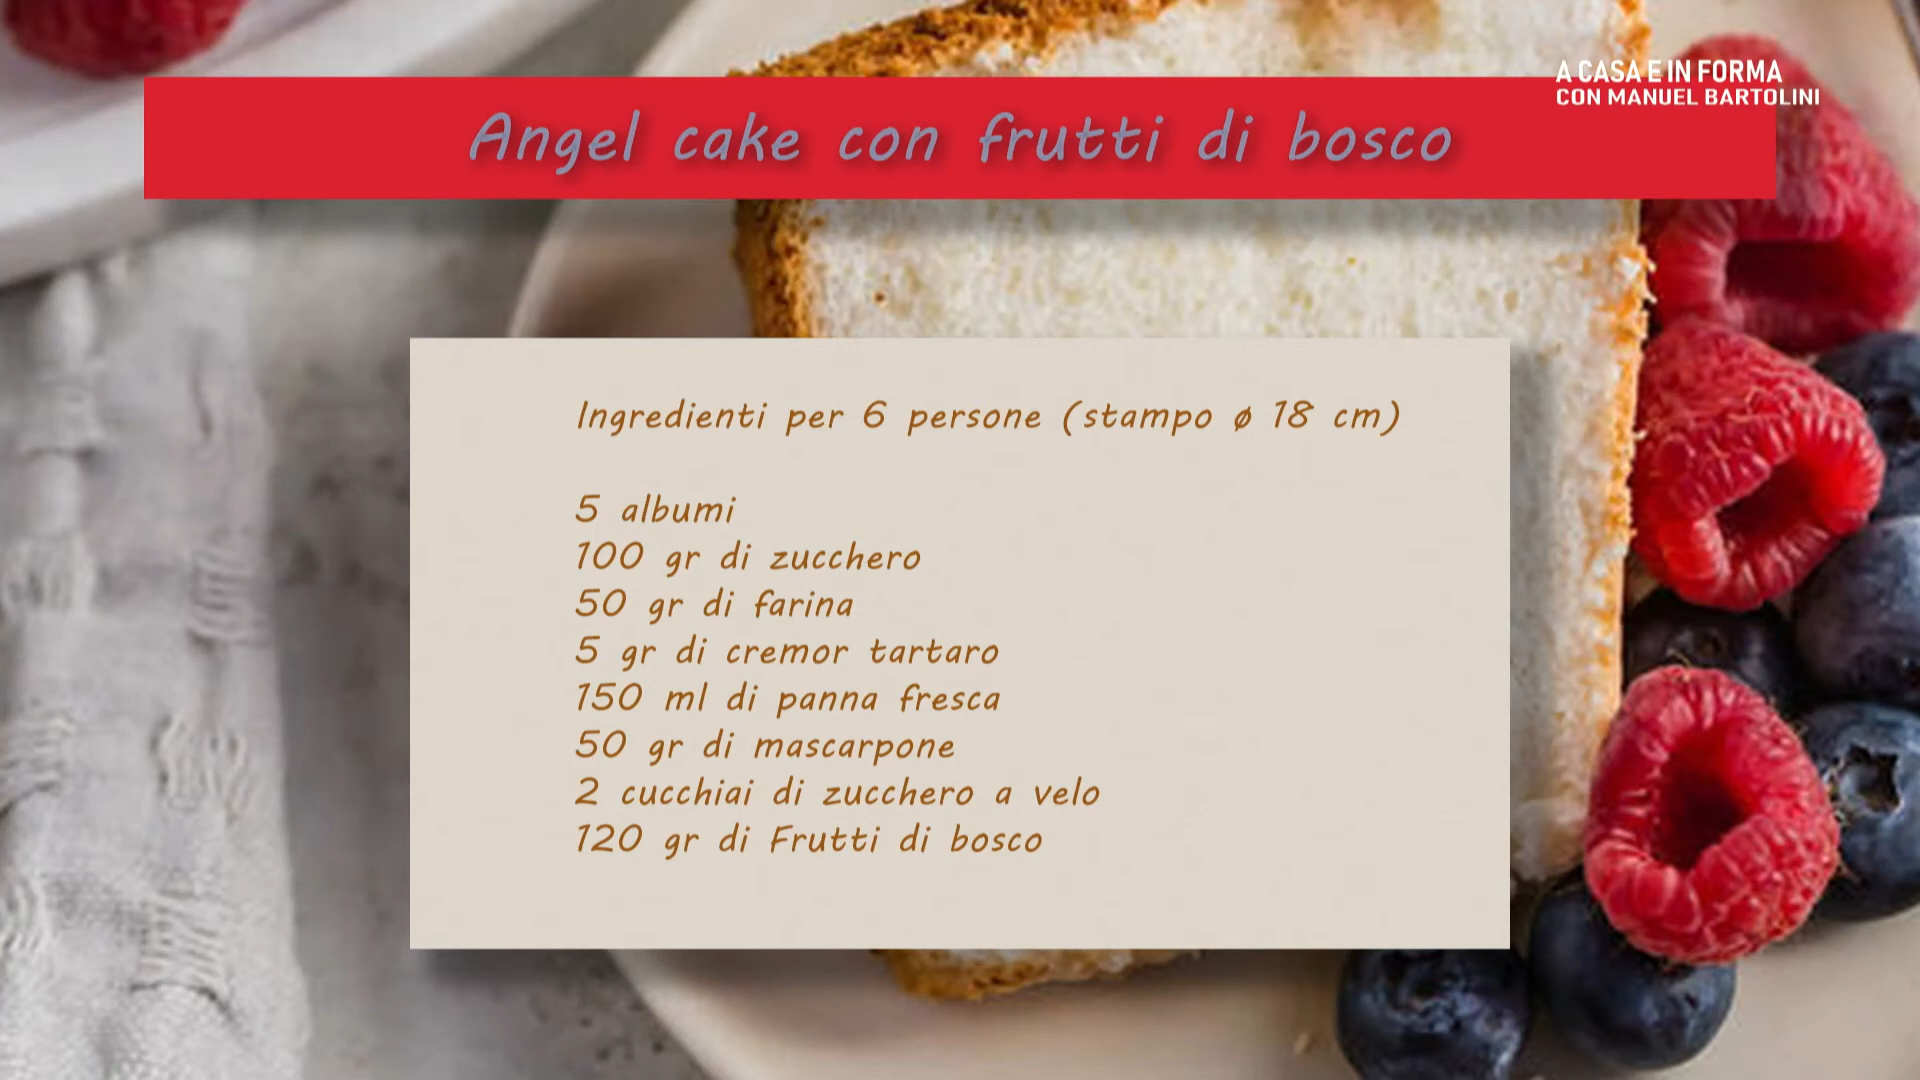 A CASA E IN FORMA
CON MANUEL BARTOLINI
Angel cake con frutti di bosco
Ingredienti per 6 persone (stampo ø 18 cm)
5 albumi
100 gr di zucchero
50 gr di farina
5 gr di cremor tartaro
150 ml di panna fresca
50 gr di mascarpone
2 cucchiai di zucchero a velo
120 gr di Frutti di bosco